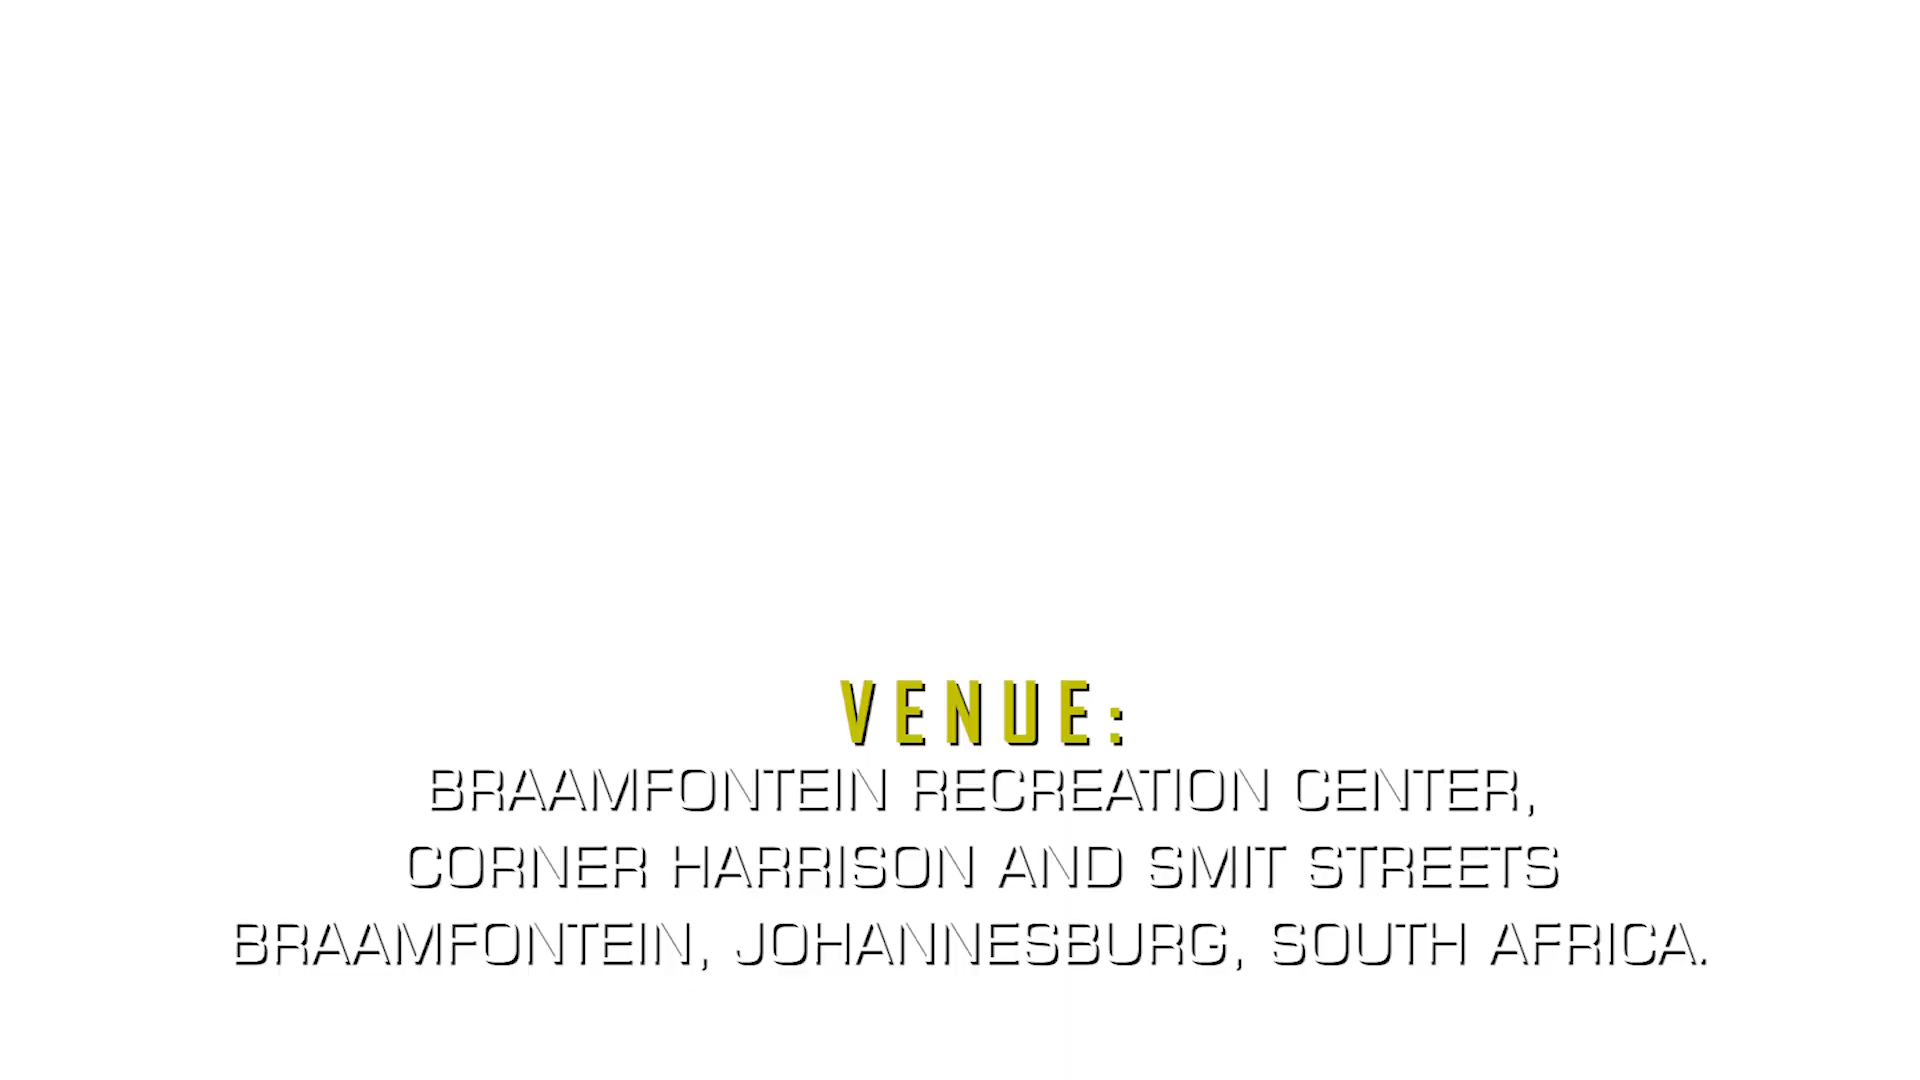 VENUE:
BRAAMFONTEIN RECREATION CENTER,
CORNER HARRISON AND SMIT STREETS
BRAAMFONTEIN, JOHANNESBURG, SOUTH AFRICA.